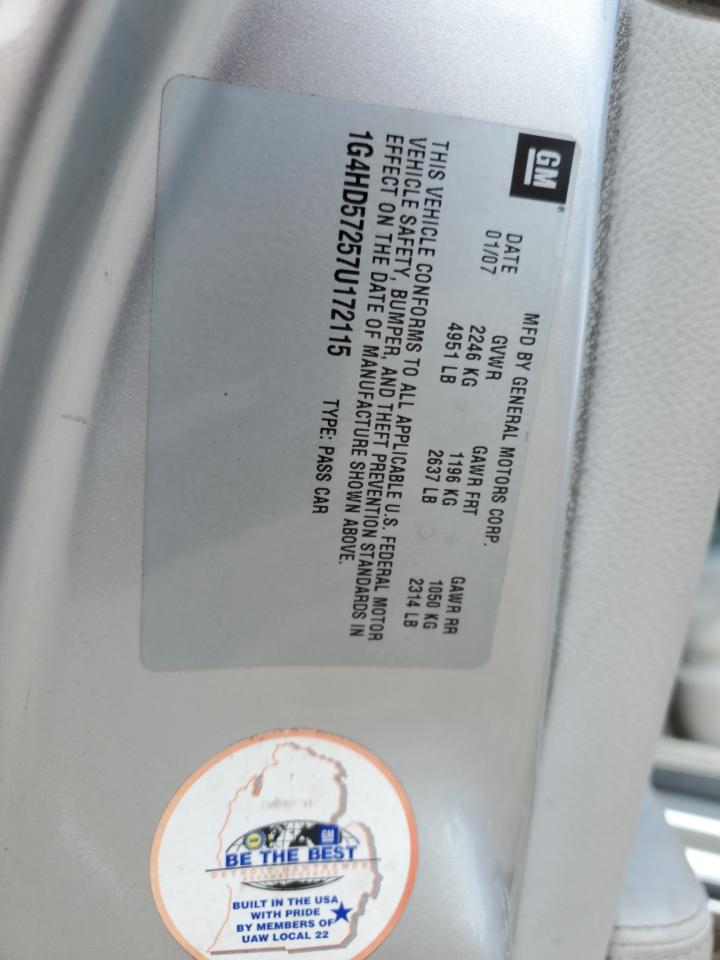 GM
MFD BY GENERAL MOTORS CORP.
DATE GVWR GAWR FRT GAWR RR
01/07 2246 KG 1196 KG 1050 KG
4951 LB 2637 LB 2314 LB
THIS VEHICLE CONFORMS TO ALL APPLICABLE U.S. FEDERAL MOTOR
VEHICLE SAFETY, BUMPER, AND THEFT PREVENTION STANDARDS IN
EFFECT ON THE DATE OF MANUFACTURE SHOWN ABOVE.
1G4HD57257U172115 TYPE: PASS CAR
GM
BE THE BEST
DETROIT HAMTRAMCK
BUILT IN THE USA
WITH PRIDE
BY MEMBERS OF
UAW LOCAL 22